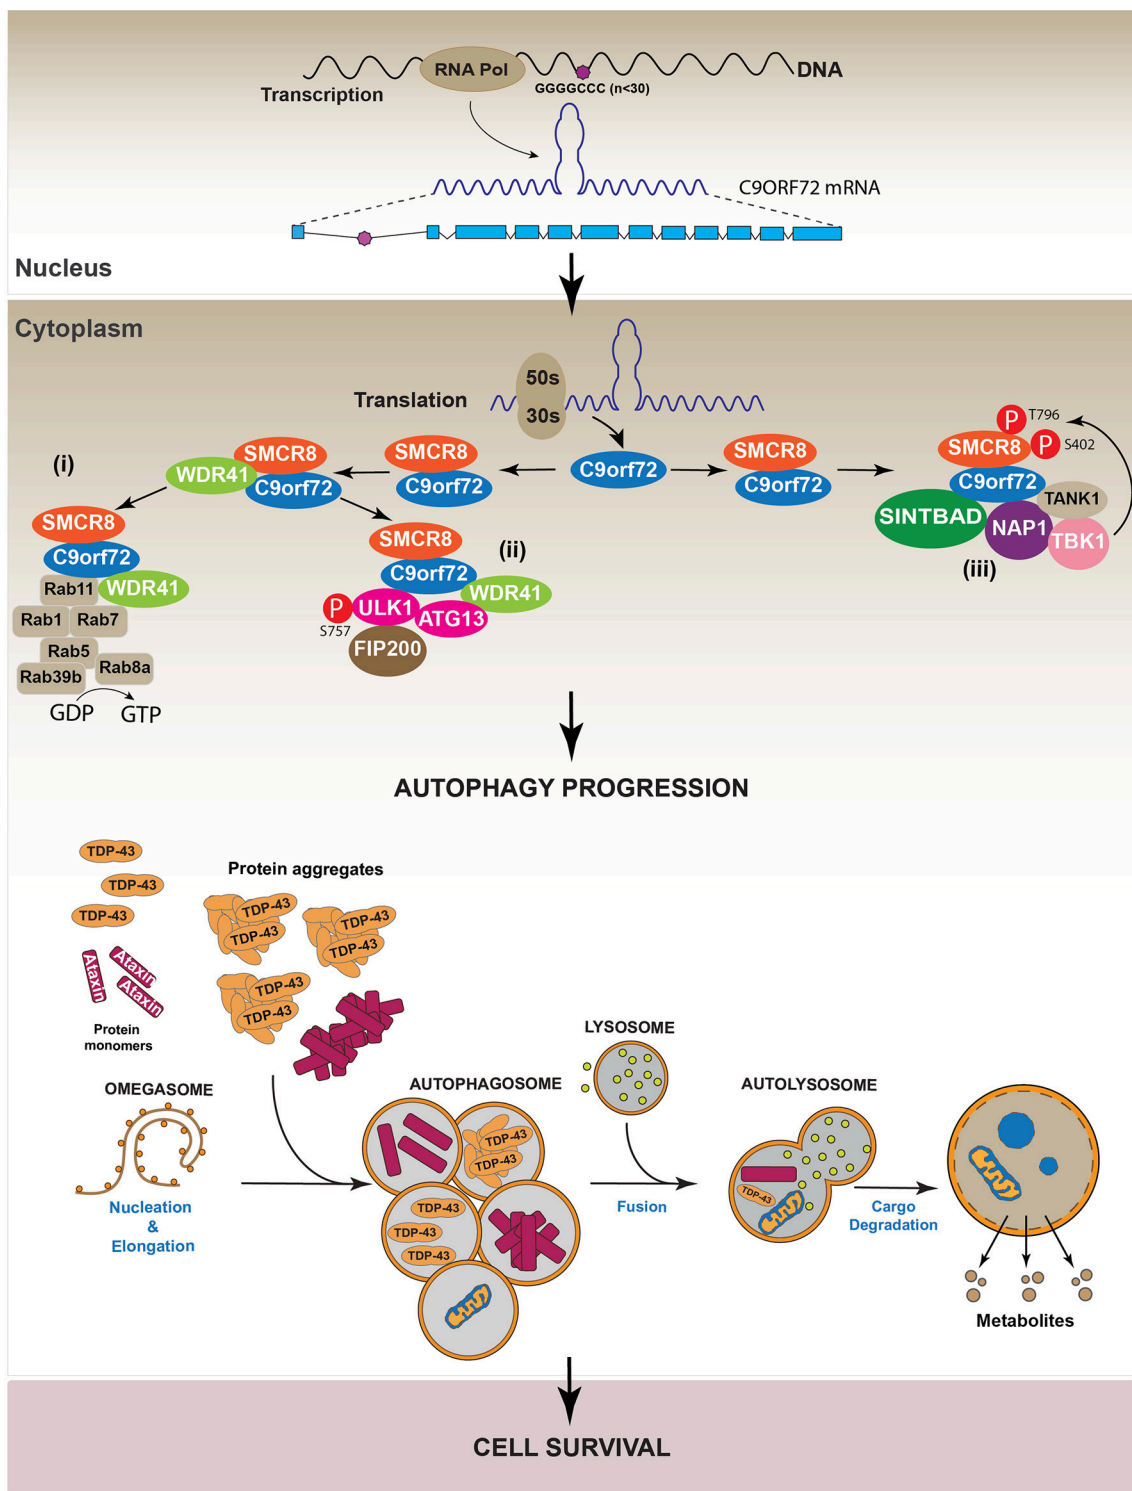 RNA Pol
DNA
Transcription
GGGGCCC (n<30)
C9ORF72 mRNA
Nucleus
Cytoplasm
50s
Translation
30s
(i)
WDR41
SMCR8
C9orf72
SMCR8
C9orf72
C9orf72
SMCR8
C9orf72
P
T796
SMCR8
P
S402
C9orf72
TANK1
SINTBAD
NAP1
TBK1
(iii)
SMCR8
C9orf72
Rab11
WDR41
Rab1
Rab7
Rab5
Rab8a
Rab39b
GDP
GTP
SMCR8
(ii)
C9orf72
WDR41
P
ULK1
ATG13
S757
FIP200
AUTOPHAGY PROGRESSION
TDP-43
TDP-43
TDP-43
Protein aggregates
TDP-43
TDP-43
TDP-43
TDP-43
TDP-43
TDP-43
Ataxin
Ataxin
Ataxin
Protein
monomers
LYSOSOME
OMEGASOME
AUTOPHAGOSOME
AUTOLYSOSOME
TDP-43
TDP-43
TDP-43
TDP-43
TDP-43
TDP-43
Nucleation
&
Elongation
Fusion
Cargo
Degradation
Metabolites
CELL SURVIVAL